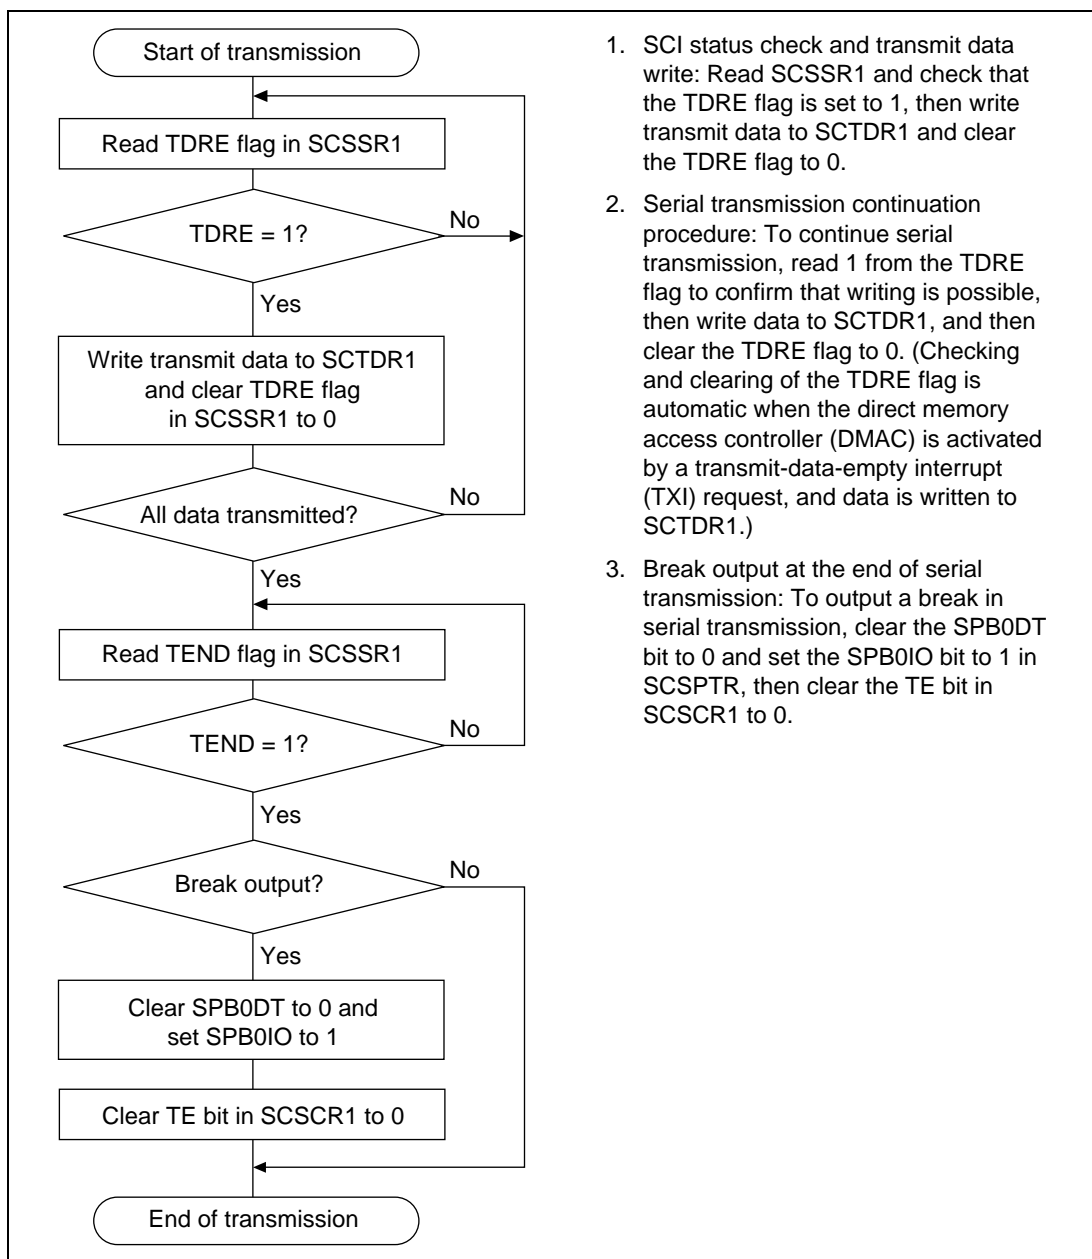 Start of transmission
Read TDRE flag in SCSSR1
TDRE = 1?
No
Yes
Write transmit data to SCTDR1
and clear TDRE flag
in SCSSR1 to 0
All data transmitted?
No
Yes
Read TEND flag in SCSSR1
TEND = 1?
No
Yes
Break output?
No
Yes
Clear SPB0DT to 0 and
set SPB0IO to 1
Clear TE bit in SCSCR1 to 0
End of transmission
1. SCI status check and transmit data
write: Read SCSSR1 and check that
the TDRE flag is set to 1, then write
transmit data to SCTDR1 and clear
the TDRE flag to 0.
2. Serial transmission continuation
procedure: To continue serial
transmission, read 1 from the TDRE
flag to confirm that writing is possible,
then write data to SCTDR1, and then
clear the TDRE flag to 0. (Checking
and clearing of the TDRE flag is
automatic when the direct memory
access controller (DMAC) is activated
by a transmit-data-empty interrupt
(TXI) request, and data is written to
SCTDR1.)
3. Break output at the end of serial
transmission: To output a break in
serial transmission, clear the SPB0DT
bit to 0 and set the SPB0IO bit to 1 in
SCSPTR, then clear the TE bit in
SCSCR1 to 0.